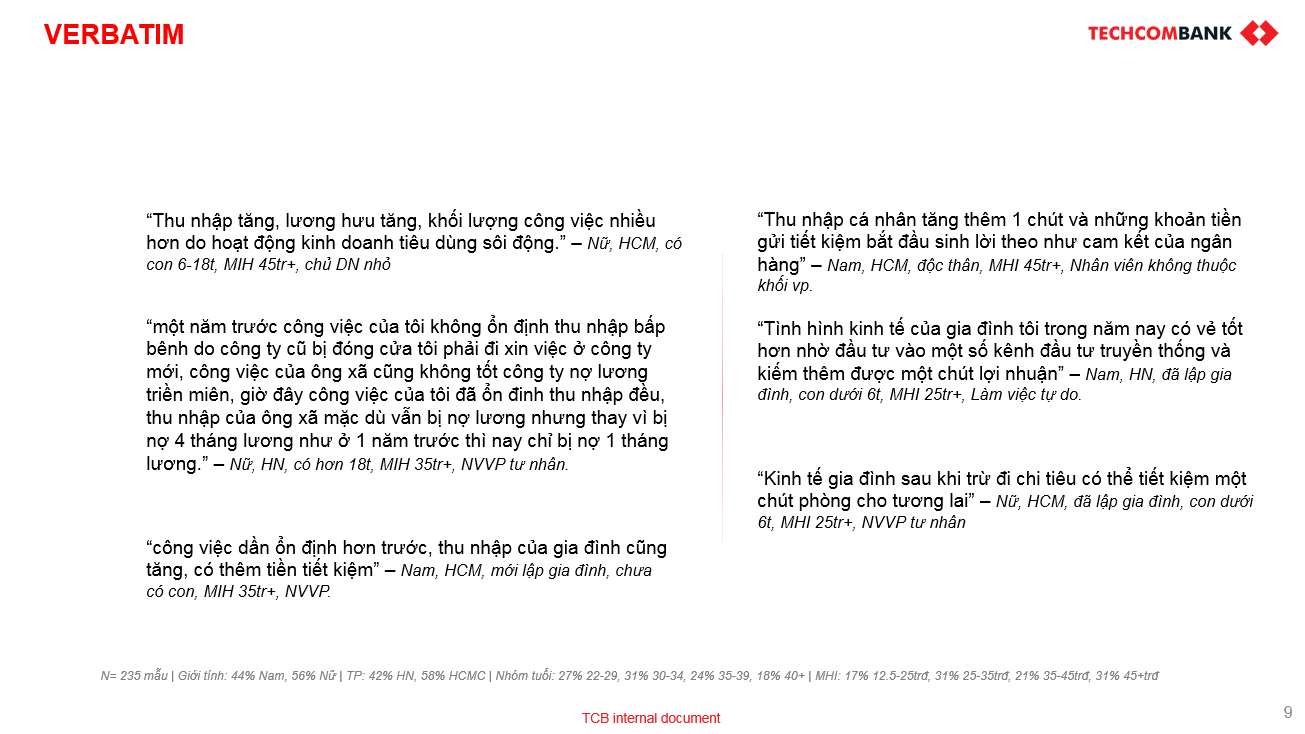 VERBATIM
TECHCOMBANK
“Thu nhập tăng, lương hưu tăng, khối lượng công việc nhiều
hơn do hoạt động kinh doanh tiêu dùng sôi động.” – Nữ, HCM, có
con 6-18t, MIH 45tr+, chủ DN nhỏ
“một năm trước công việc của tôi không ổn định thu nhập bấp
bênh do công ty cũ bị đóng cửa tôi phải đi xin việc ở công ty
mới, công việc của ông xã cũng không tốt công ty nợ lương
triền miên, giờ đây công việc của tôi đã ổn đinh thu nhập đều,
thu nhập của ông xã mặc dù vẫn bị nợ lương nhưng thay vì bị
nợ 4 tháng lương như ở 1 năm trước thì nay chỉ bị nợ 1 tháng
lương.” – Nữ, HN, có hơn 18t, MIH 35tr+, NVVP tư nhân.
“công việc dần ổn định hơn trước, thu nhập của gia đình cũng
tăng, có thêm tiền tiết kiệm” – Nam, HCM, mới lập gia đình, chưa
có con, MIH 35tr+, NVVP.
“Thu nhập cá nhân tăng thêm 1 chút và những khoản tiền
gửi tiết kiệm bắt đầu sinh lời theo như cam kết của ngân
hàng” – Nam, HCM, độc thân, MHI 45tr+, Nhân viên không thuộc
khối vp.
“Tình hình kinh tế của gia đình tôi trong năm nay có vẻ tốt
hơn nhờ đầu tư vào một số kênh đầu tư truyền thống và
kiếm thêm được một chút lợi nhuận” – Nam, HN, đã lập gia
đình, con dưới 6t, MHI 25tr+, Làm việc tự do.
“Kinh tế gia đình sau khi trừ đi chi tiêu có thể tiết kiệm một
chút phòng cho tương lai” – Nữ, HCM, đã lập gia đình, con dưới
6t, MHI 25tr+, NVVP tư nhân
N= 235 mẫu | Giới tính: 44% Nam, 56% Nữ | TP: 42% HN, 58% HCMC | Nhóm tuổi: 27% 22-29, 31% 30-34, 24% 35-39, 18% 40+ | MHI: 17% 12.5-25trđ, 31% 25-35trđ, 21% 35-45trđ, 31% 45+trđ
TCB internal document
9